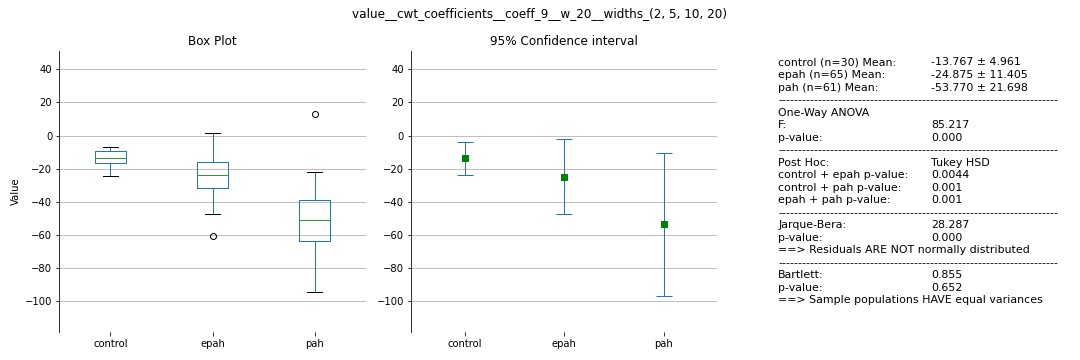 value__cwt_coefficients__coeff_9__w_20__widths_(2, 5, 10, 20)
Box Plot
40
20
0
−20
−40
−60
−80
−100
Value
control
epah
pah
95% Confidence interval
40
20
0
−20
−40
−60
−80
−100
control
epah
pah
control (n=30) Mean: -13.767 ± 4.961
epah (n=65) Mean: -24.875 ± 11.405
pah (n=61) Mean: -53.770 ± 21.698
One-Way ANOVA
F: 85.217
p-value: 0.000
Post Hoc: Tukey HSD
control + epah p-value: 0.0044
control + pah p-value: 0.001
epah + pah p-value: 0.001
Jarque-Bera: 28.287
p-value: 0.000
==> Residuals ARE NOT normally distributed
Bartlett: 0.855
p-value: 0.652
==> Sample populations HAVE equal variances